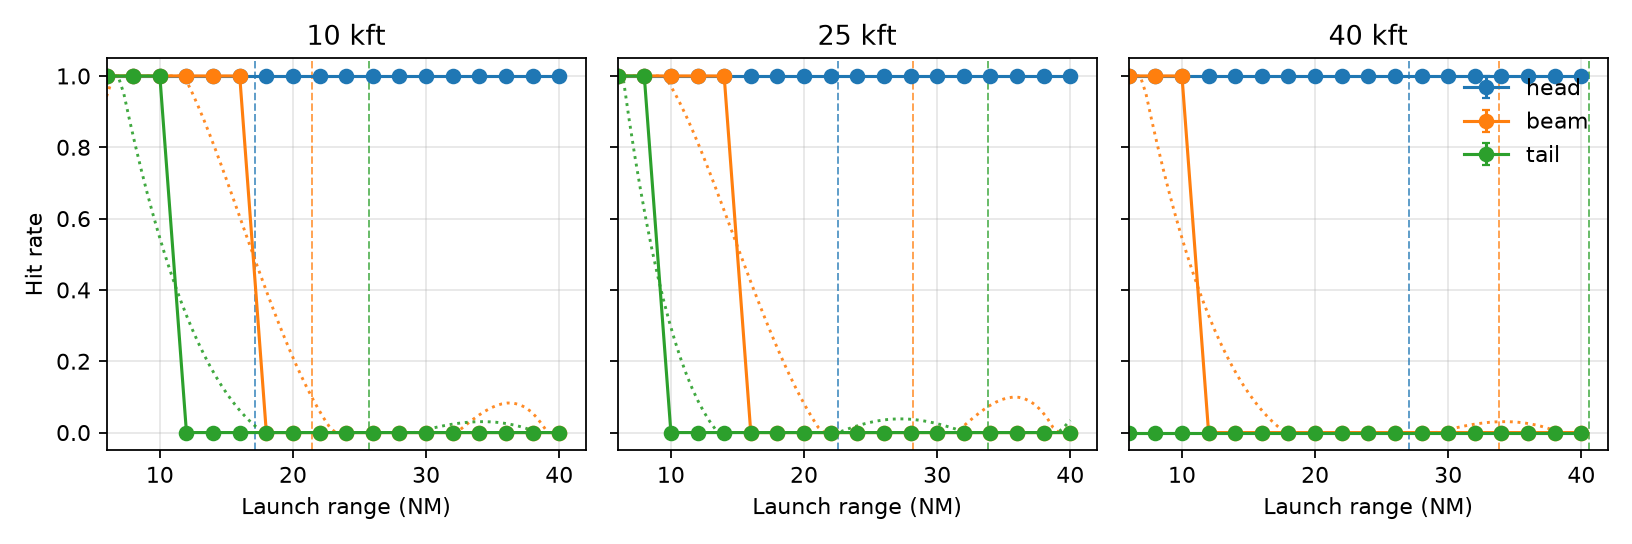 10 kft
25 kft
40 kft
Hit rate
1.0
0.8
0.6
0.4
0.2
0.0
head
beam
tail
10
20
30
40
10
20
30
40
10
20
30
40
Launch range (NM)
Launch range (NM)
Launch range (NM)